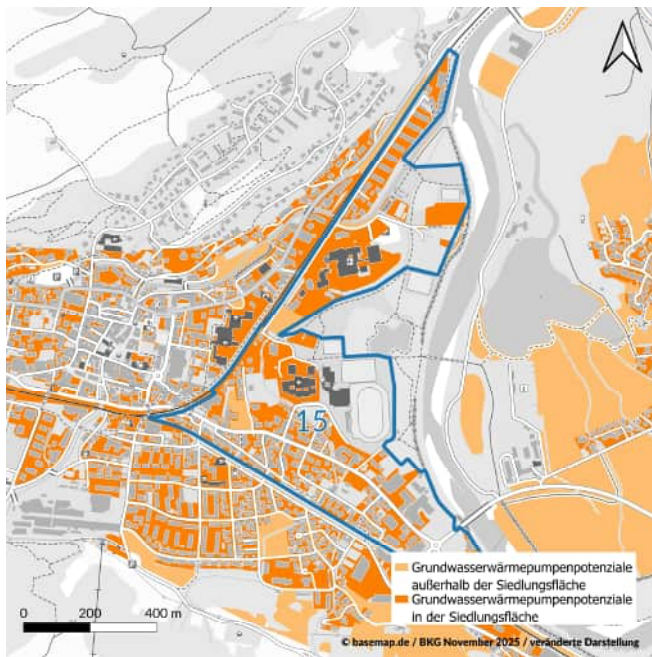 15
Grundwasserwärmepumpenpotenziale
außerhalb der Siedlungsfläche
Grundwasserwärmepumpenpotenziale
in der Siedlungsfläche
0 200 400 m
© basemap.de / BKG November 2025 / veränderte Darstellung